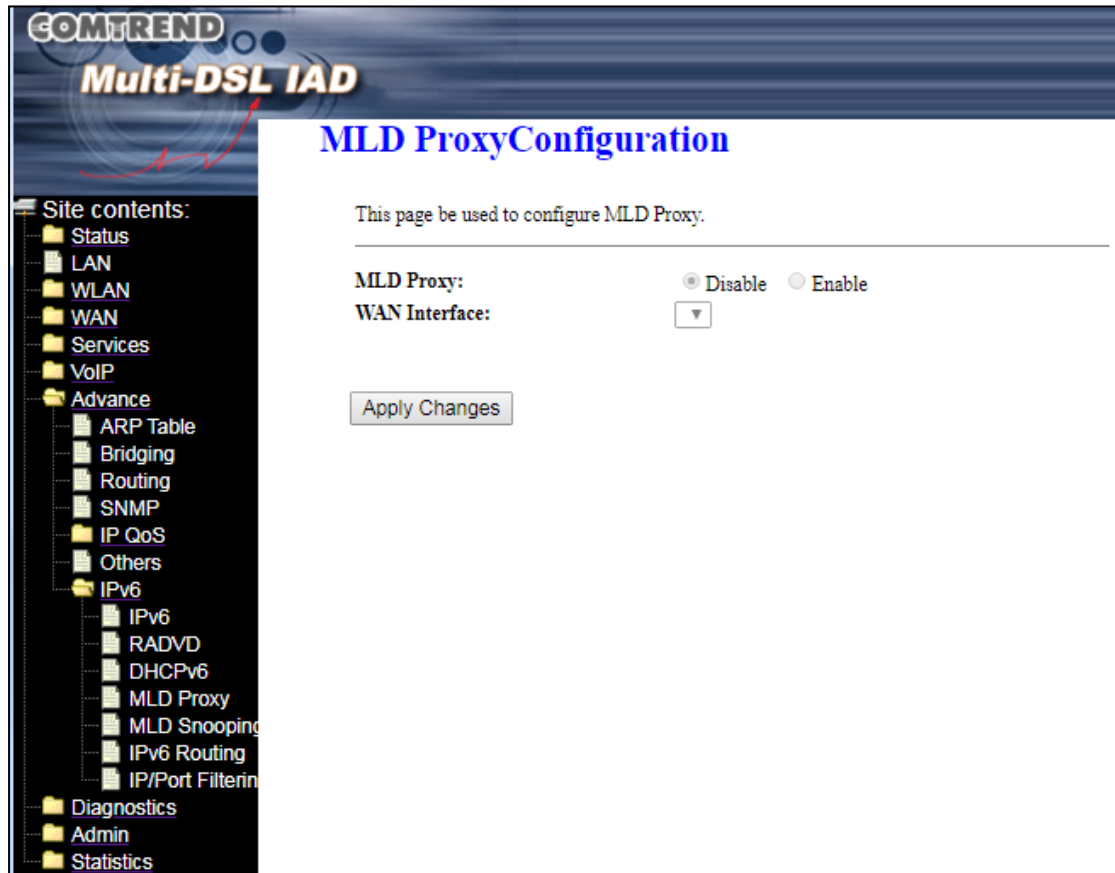 COMTREND
Multi-DSL IAD
MLD ProxyConfiguration
This page be used to configure MLD Proxy.
MLD Proxy: Disable Enable
WAN Interface:
Apply Changes
Site contents:
Status
LAN
WLAN
WAN
Services
VoIP
Advance
ARP Table
Bridging
Routing
SNMP
IP QoS
Others
IPv6
IPv6
RADVD
DHCPv6
MLD Proxy
MLD Snooping
IPv6 Routing
IP/Port Filterin
Diagnostics
Admin
Statistics